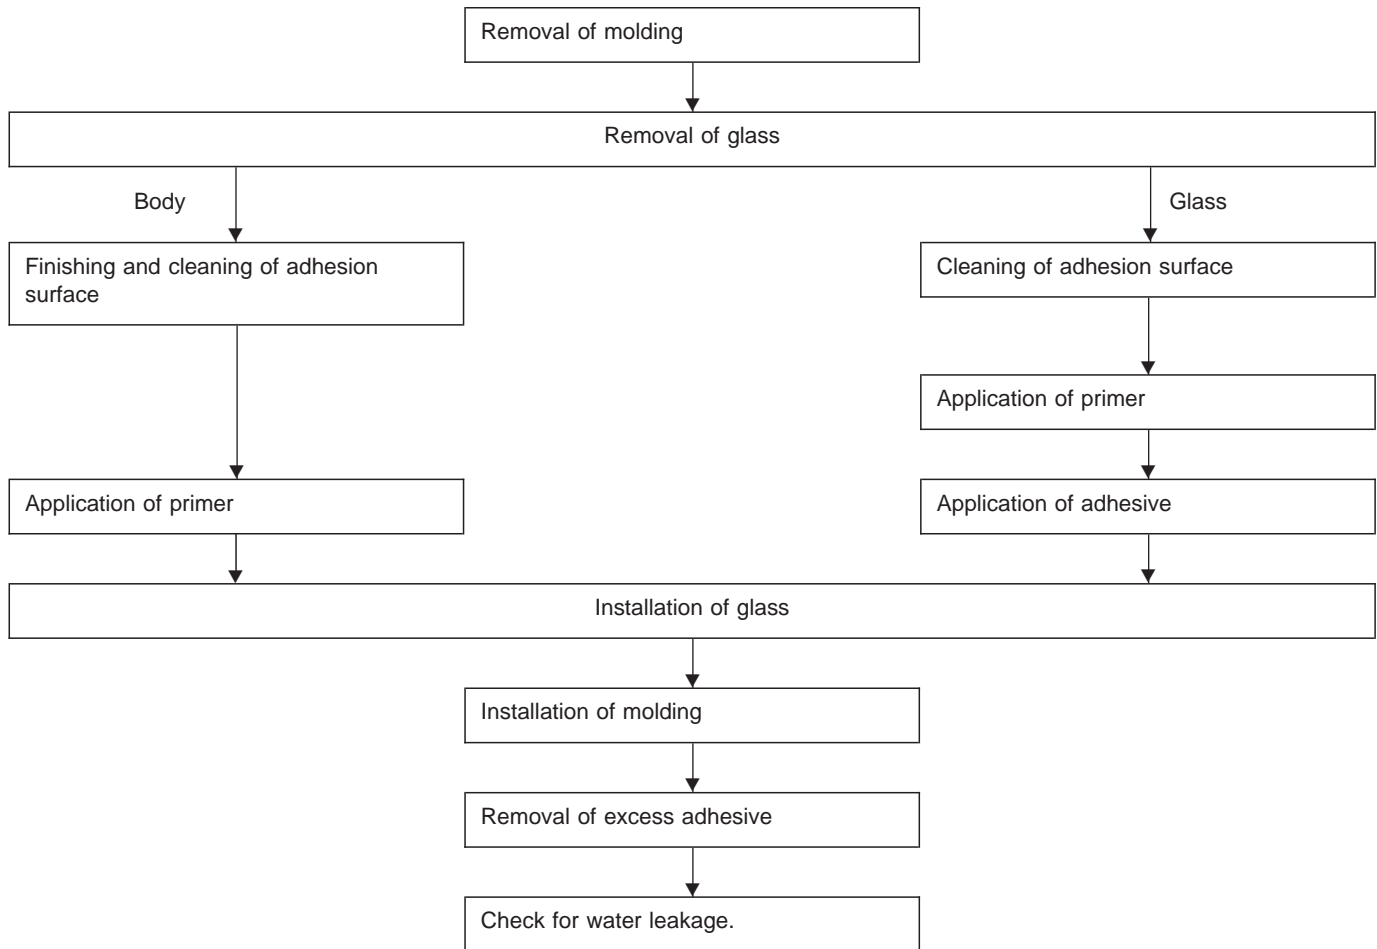 Removal of molding
Removal of glass
Body
Glass
Finishing and cleaning of adhesion
surface
Cleaning of adhesion surface
Application of primer
Application of primer
Application of adhesive
Installation of glass
Installation of molding
Removal of excess adhesive
Check for water leakage.